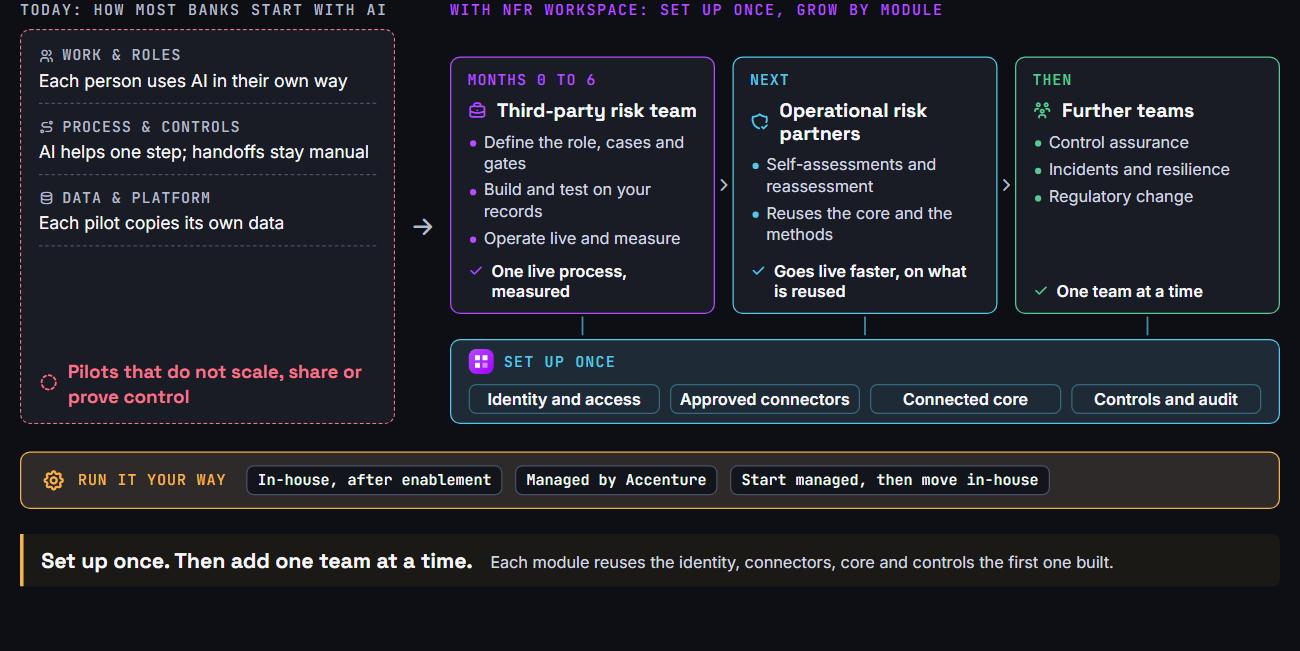 TODAY: HOW MOST BANKS START WITH AI
WORK & ROLES
Each person uses AI in their own way
PROCESS & CONTROLS
AI helps one step; handoffs stay manual
DATA & PLATFORM
Each pilot copies its own data
Pilots that do not scale, share or
prove control
WITH NFR WORKSPACE: SET UP ONCE, GROW BY MODULE
MONTHS 0 TO 6
Third-party risk team
Define the role, cases and
gates
Build and test on your
records
Operate live and measure
One live process,
measured
NEXT
Operational risk
partners
Self-assessments and
reassessment
Reuses the core and the
methods
Goes live faster, on what
is reused
THEN
Further teams
Control assurance
Incidents and resilience
Regulatory change
One team at a time
SET UP ONCE
Identity and access
Approved connectors
Connected core
Controls and audit
RUN IT YOUR WAY
In-house, after enablement
Managed by Accenture
Start managed, then move in-house
Set up once. Then add one team at a time.
Each module reuses the identity, connectors, core and controls the first one built.